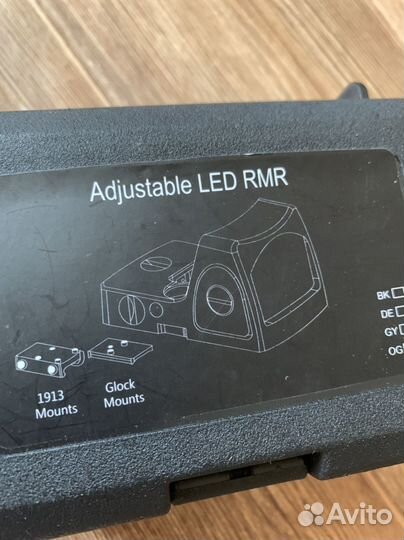 Adjustable LED RMR
BK
DE
GY
OG
1913
Mounts
Glock
Mounts
Avito